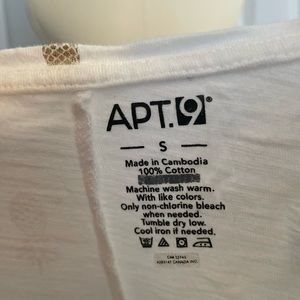 APT.9®
S
Made in Cambodia
100% Cotton
Machine wash warm.
With like colors.
Only non-chlorine bleach
when needed.
Tumble dry low.
Cool iron if needed.